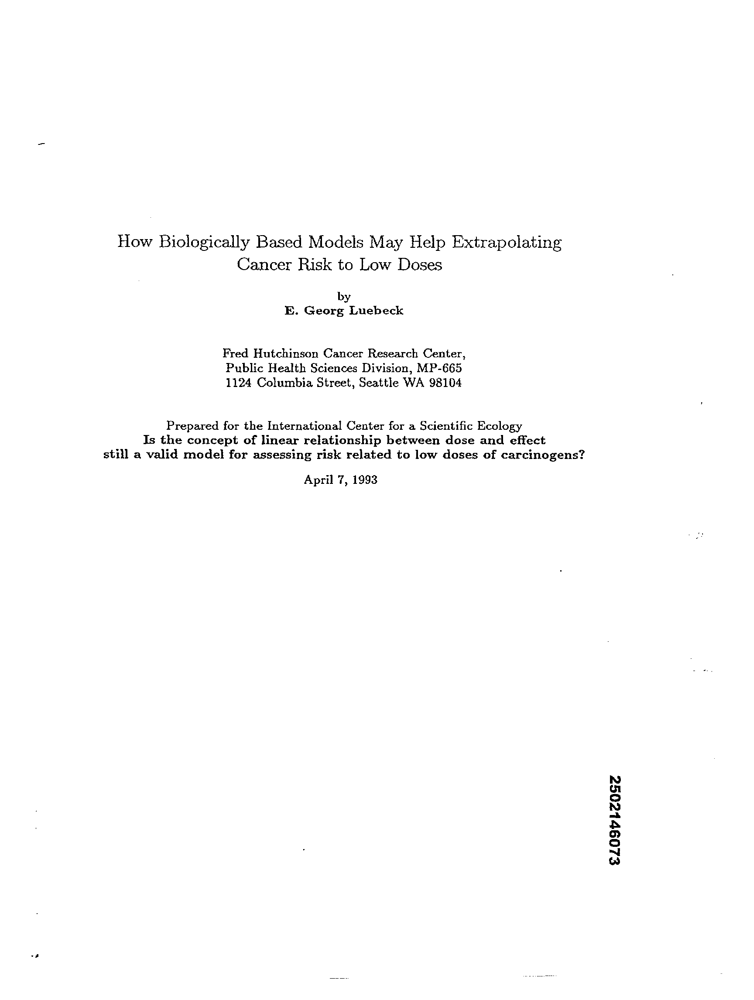 How Biologically Based Models May Help Extrapolating
Cancer Risk to Low Doses
by
E. Georg Luebeck
Fred Hutchinson Cancer Research Center,
Public Health Sciences Division, MP-665
1124 Columbia Street, Seattle WA 98104
Prepared for the International Center for a Scientific Ecology
Is the concept of linear relationship between dose and effect
still a valid model for assessing risk related to low doses of carcinogens?
April 7, 1993
2502146073